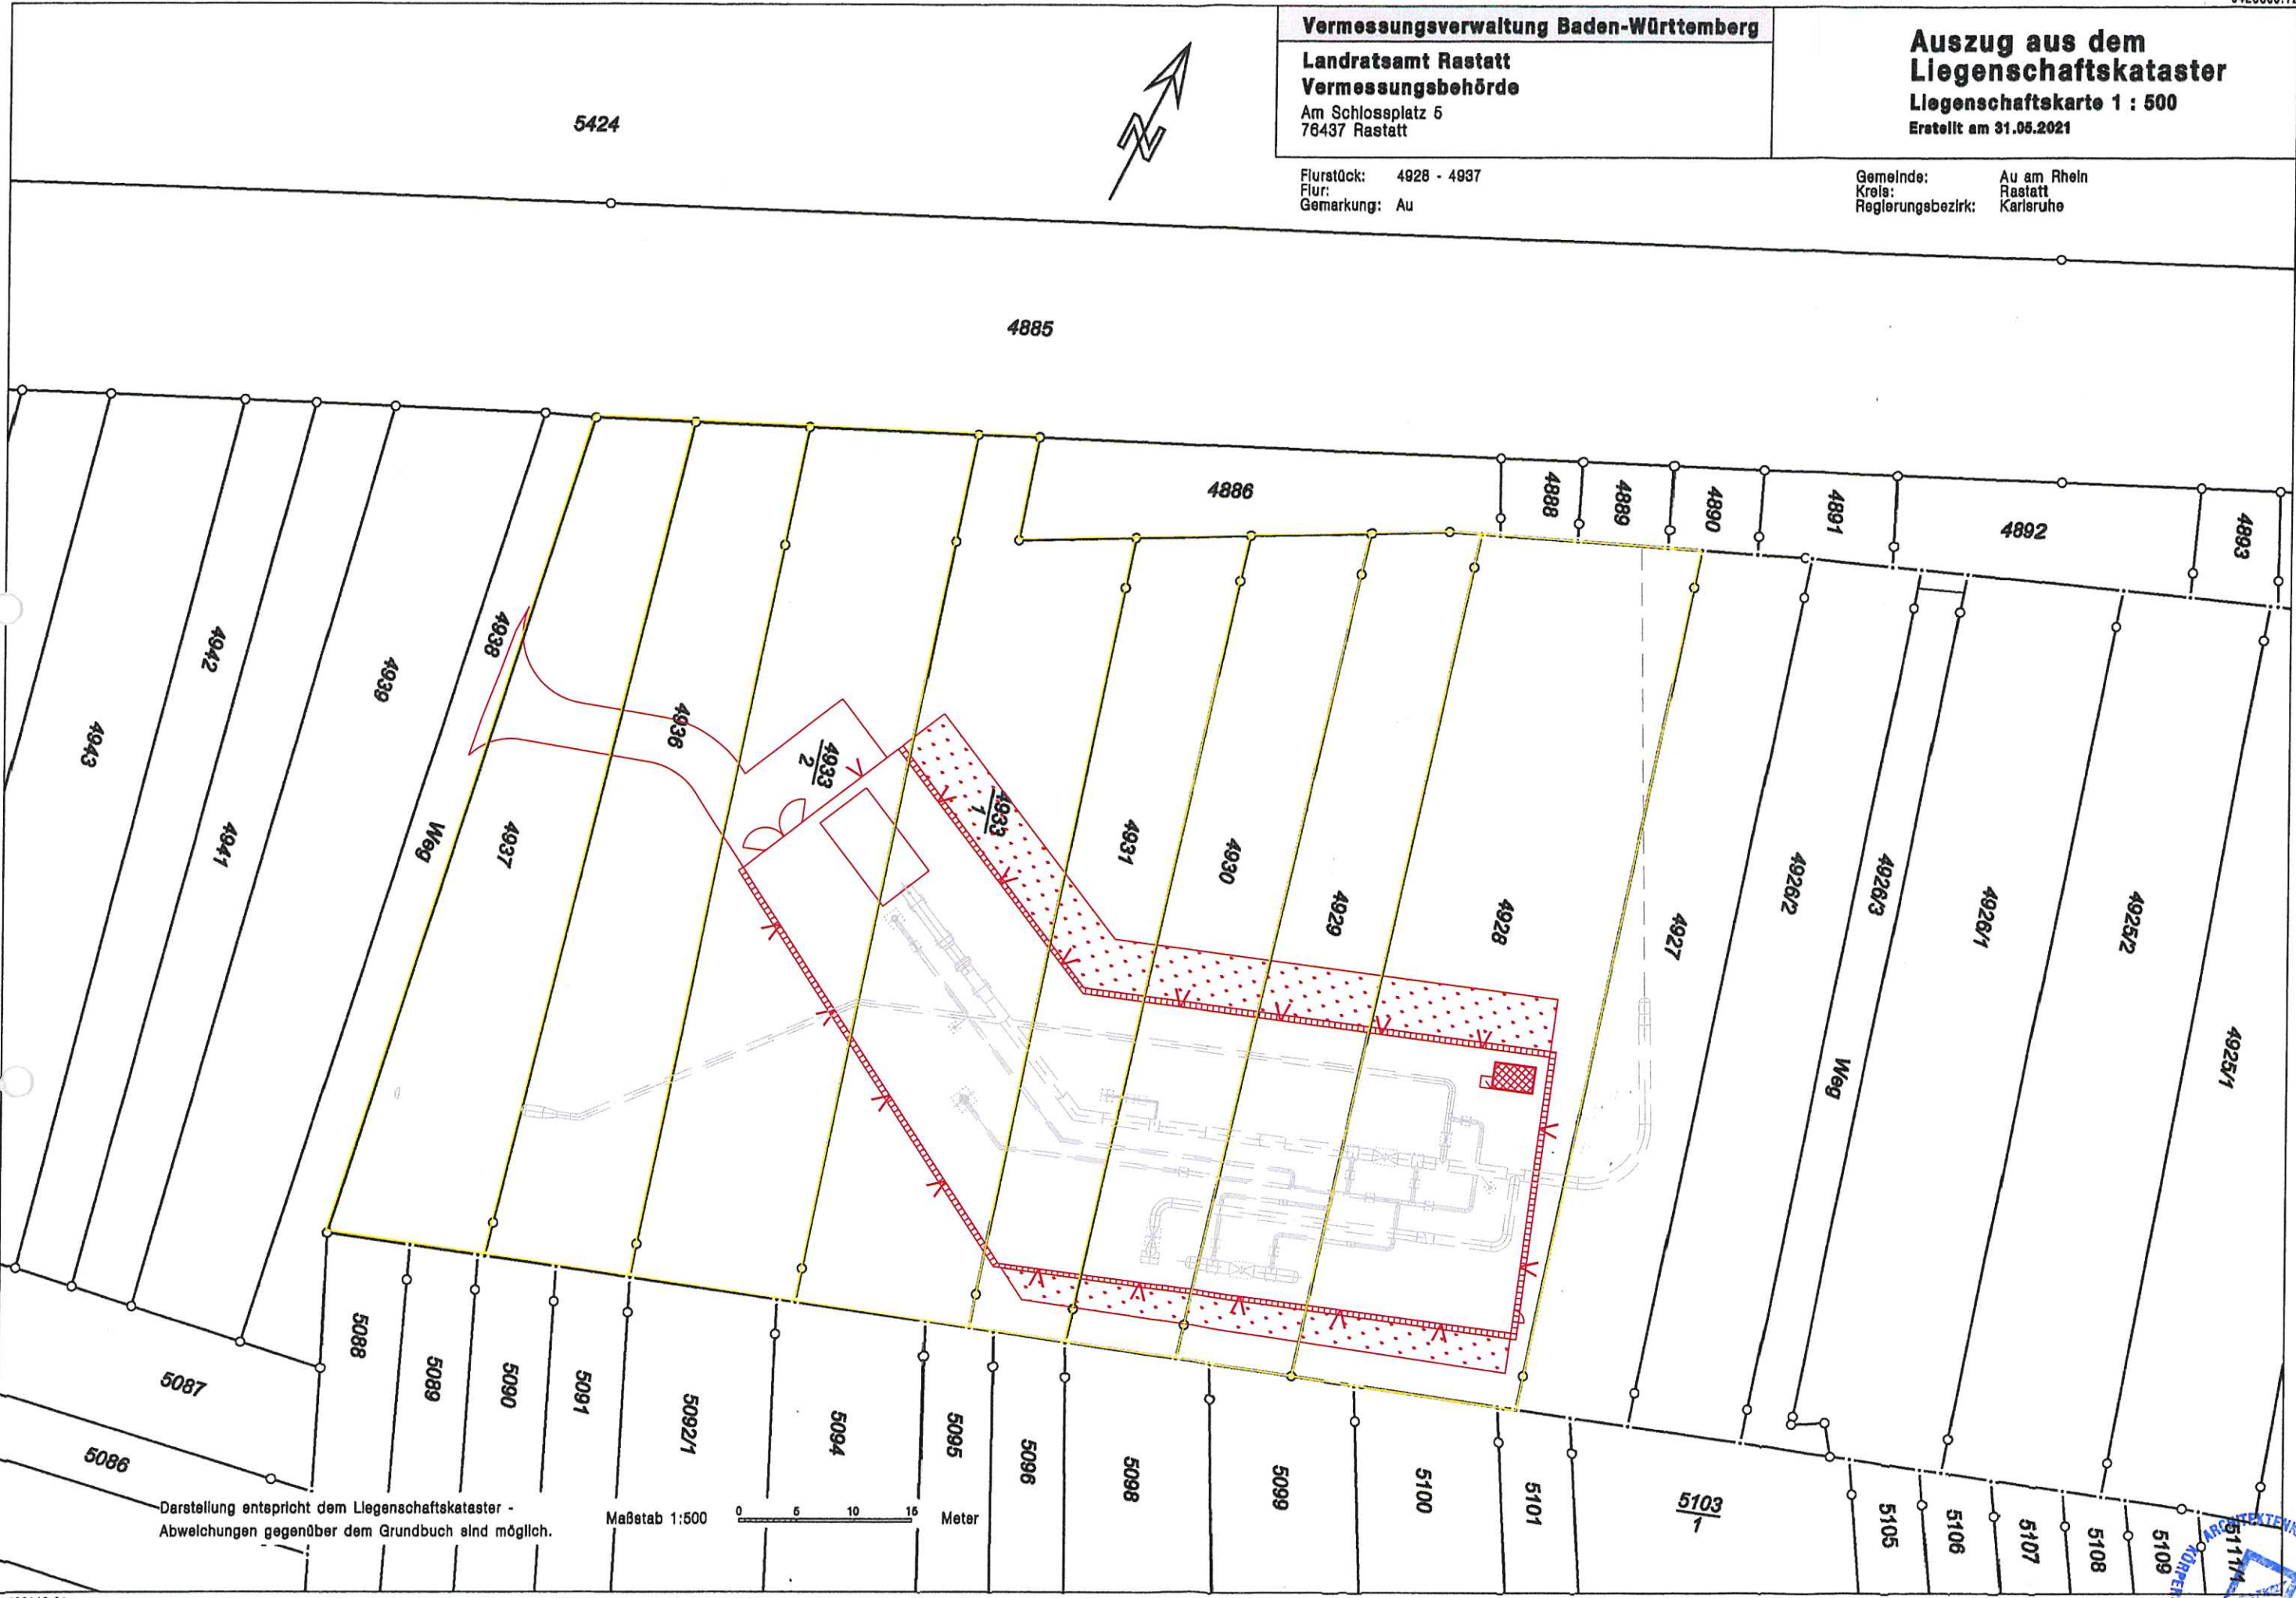 Vermessungsverwaltung Baden-Württemberg
Landratsamt Rastatt
Vermessungsbehörde
Am Schlossplatz 5
76437 Rastatt
Auszug aus dem
Liegenschaftskataster
Liegenschaftskarte 1 : 500
Erstellt am 31.05.2021
Flurstück: 4928 - 4937
Flur:
Gemarkung: Au
Gemeinde: Au am Rhein
Kreis: Rastatt
Regierungsbezirk: Karlsruhe
N
5424
4885
4886
4888
4889
4890
4891
4892
4893
4943
4942
4941
4939
4938
Weg
4937
4936
4933
2
4933
1
4931
4930
4929
4928
4927
4926/2
4926/3
Weg
4926/1
4925/2
4925/1
5087
5086
5088
5089
5090
5091
5092/1
5094
5095
5096
5098
5099
5100
5101
5103
1
5105
5106
5107
5108
5109
5111/1
Darstellung entspricht dem Liegenschaftskataster -
Abweichungen gegenüber dem Grundbuch sind möglich.
Maßstab 1:500 0 5 10 15 Meter